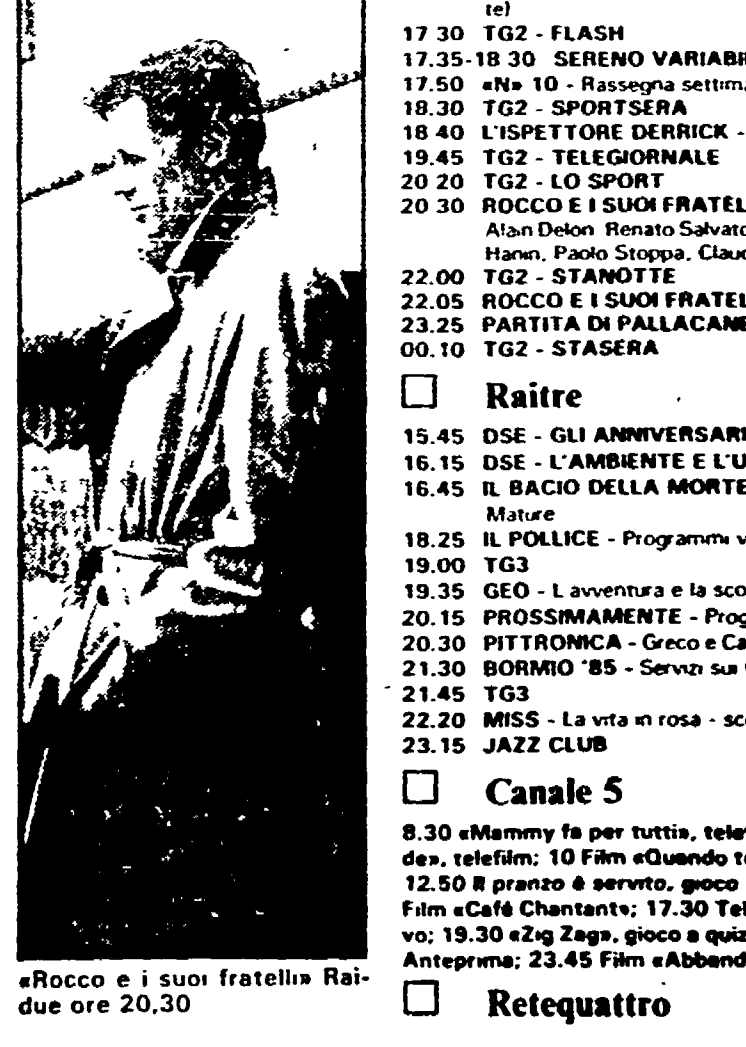 «Rocco e i suoi fratelli» Rai-
due ore 20,30
tel)
17 30 TG2 - FLASH
17.35-18 30 SERENO VARIABI
17.50 «N» 10 - Rassegna settim
18.30 TG2 - SPORTSERA
18 40 L'ISPETTORE DERRICK -
19.45 TG2 - TELEGIORNALE
20 20 TG2 - LO SPORT
20 30 ROCCO E I SUOI FRATEL
Alain Delon Renato Salvato
Hanin, Paolo Stoppa, Claud
22.00 TG2 - STANOTTE
22.05 ROCCO E I SUOI FRATEL
23.25 PARTITA DI PALLACANE
00.10 TG2 - STASERA
Raitre
15.45 DSE - GLI ANNIVERSARI
16.15 DSE - L'AMBIENTE E L'U
16.45 IL BACIO DELLA MORTE
Mature
18.25 IL POLLICE - Programmi v
19.00 TG3
19.35 GEO - L avventura e la sco
20.15 PROSSIMAMENTE - Prog
20.30 PITTRONICA - Greco e Ca
21.30 BORMIO '85 - Servizi sui
21.45 TG3
22.20 MISS - La vita in rosa - sc
23.15 JAZZ CLUB
Canale 5
8.30 «Mammy fa per tutti», tele
de», telefilm; 10 Film «Quando t
12.50 Il pranzo è servito, gioco
Film «Café Chantant»; 17.30 Tel
vo; 19.30 «Zig Zag», gioco a quiz
Anteprima; 23.45 Film «Abband
Retequattro